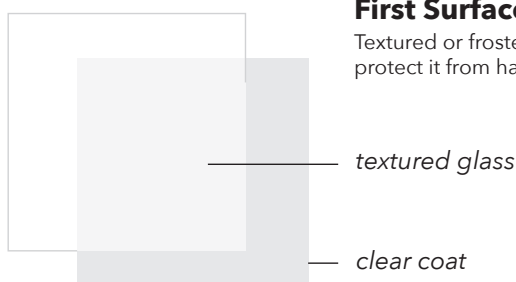 First Surface
Textured or froste
protect it from ha
textured glass
clear coat